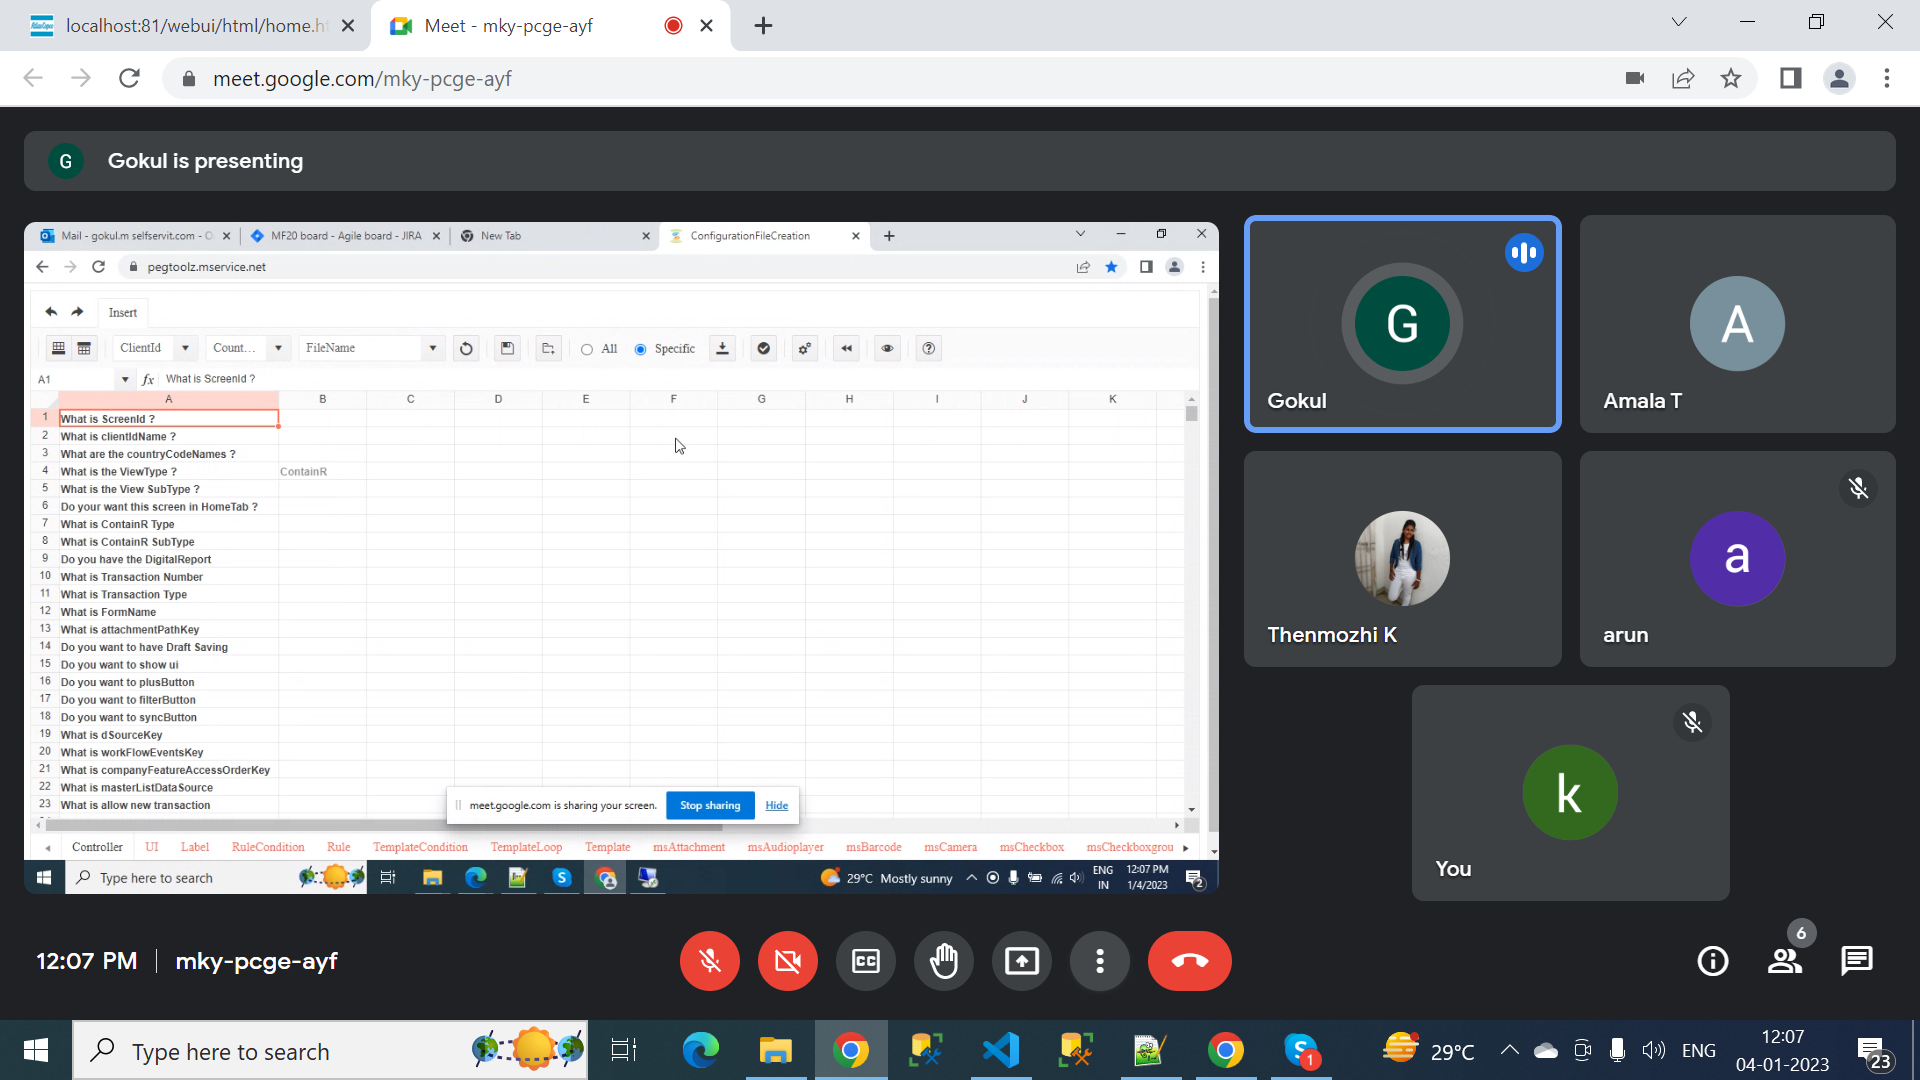 localhost:81/webui/html/home.h
Meet - mky-pcge-ayf
meet.google.com/mky-pcge-ayf
G
Gokul is presenting
Mail - gokul.m selfservit.com - O
MF20 board - Agile board - JIRA
New Tab
ConfigurationFileCreation
pegtoolz.mservice.net
Insert
ClientId
Count...
FileName
All
Specific
A1
fx
What is ScreenId ?
A B C D E F G H I J K
1 What is ScreenId ?
2 What is clientIdName ?
3 What are the countryCodeNames ?
4 What is the ViewType ? ContainR
5 What is the View SubType ?
6 Do your want this screen in HomeTab ?
7 What is ContainR Type
8 What is ContainR SubType
9 Do you have the DigitalReport
10 What is Transaction Number
11 What is Transaction Type
12 What is FormName
13 What is attachmentPathKey
14 Do you want to have Draft Saving
15 Do you want to show ui
16 Do you want to plusButton
17 Do you want to filterButton
18 Do you want to syncButton
19 What is dSourceKey
20 What is workFlowEventsKey
21 What is companyFeatureAccessOrderKey
22 What is masterListDataSource
23 What is allow new transaction
meet.google.com is sharing your screen.
Stop sharing
Hide
Controller UI Label RuleCondition Rule TemplateCondition TemplateLoop Template msAttachment msAudioplayer msBarcode msCamera msCheckbox msCheckboxgrou
Type here to search
29°C Mostly sunny
ENG
IN
12:07 PM
1/4/2023
2
G
Gokul
A
Amala T
Thenmozhi K
a
arun
k
You
12:07 PM
mky-pcge-ayf
CC
6
Type here to search
1
29°C
ENG
12:07
04-01-2023
23